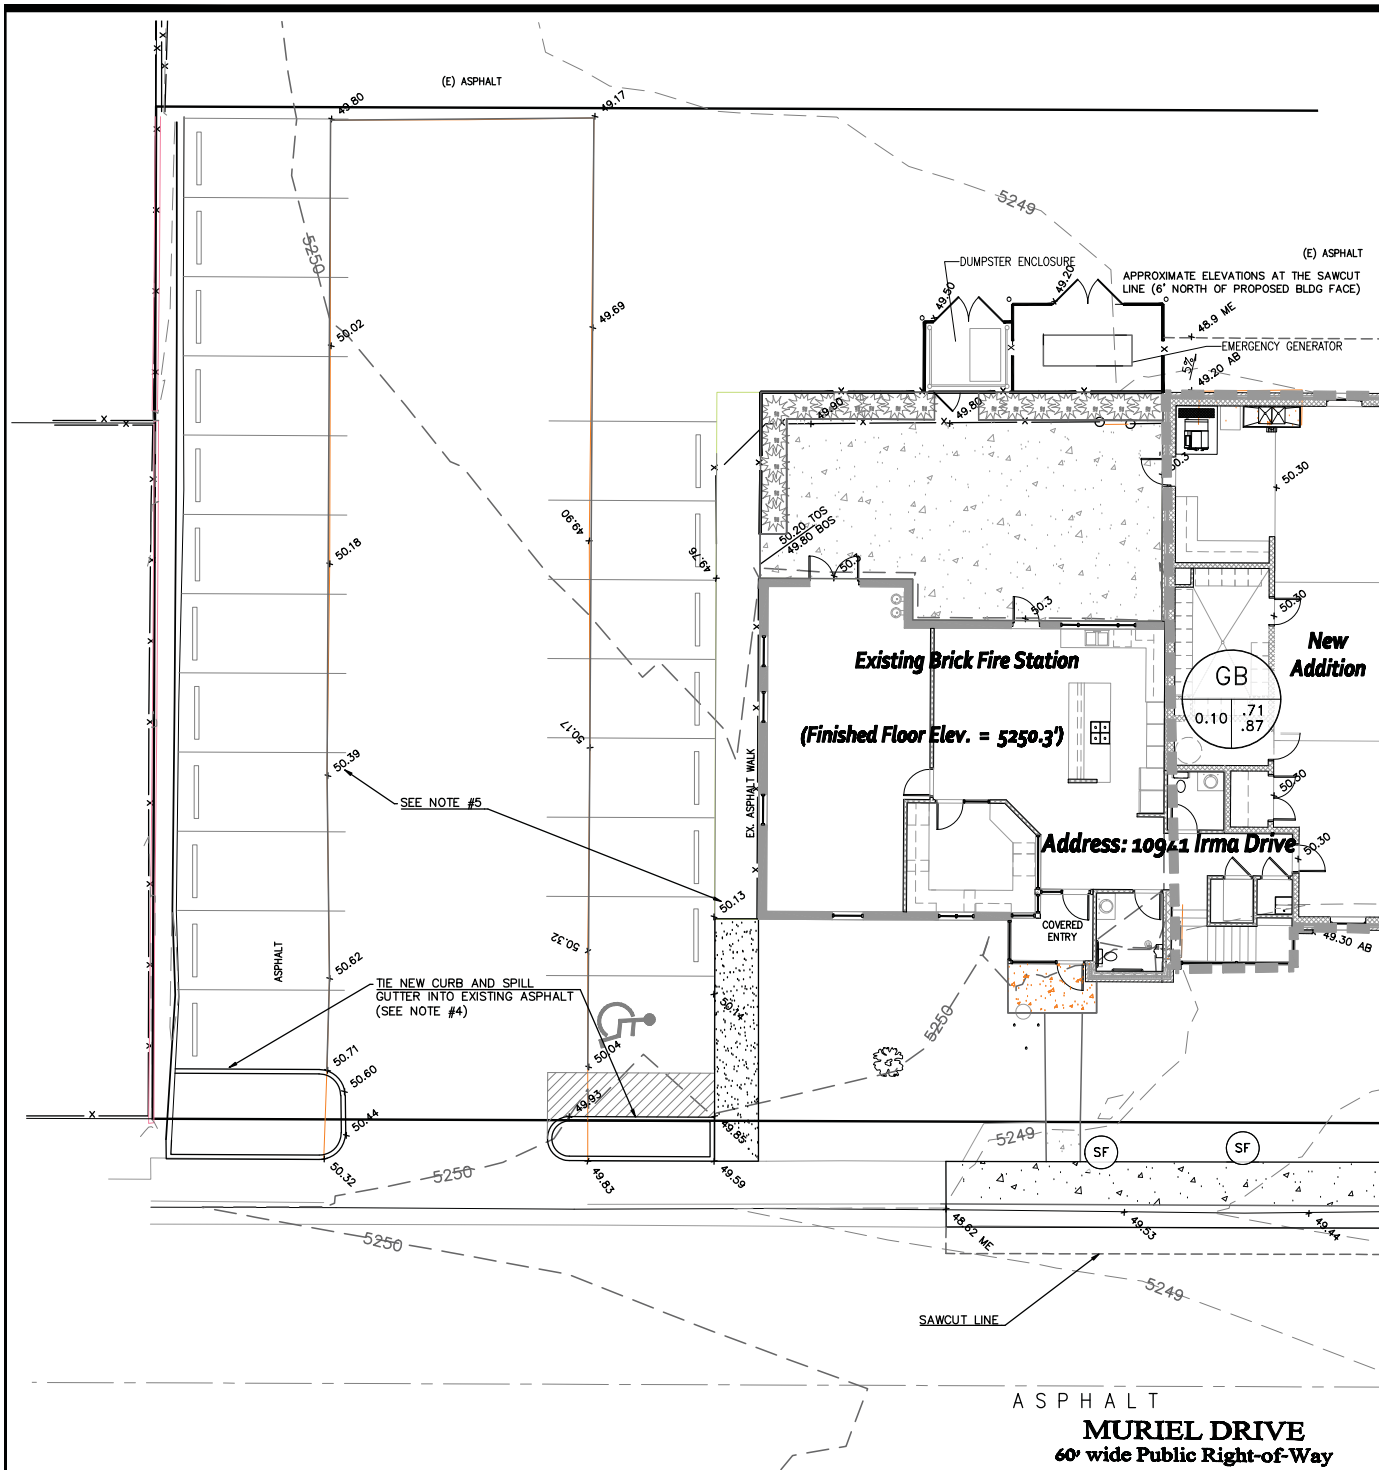 (E) ASPHALT
49.80
49.17
5249
5250
(E) ASPHALT
DUMPSTER ENCLOSURE
49.50
49.20
APPROXIMATE ELEVATIONS AT THE SAWCUT
LINE (6' NORTH OF PROPOSED BLDG FACE)
48.9 ME
50.02
49.69
EMERGENCY GENERATOR
5%
49.20 AB
49.90
49.80
50.3
50.30
49.90
50.20 TOS
49.80 BOS
50.18
49.76
50.1
50.3
50.30
Existing Brick Fire Station
New
Addition
GB
0.10
.71
.87
(Finished Floor Elev. = 5250.3')
50.17
50.39
EX. ASPHALT WALK
SEE NOTE #5
50.30
Address: 10941 Irma Drive
50.30
50.13
COVERED
ENTRY
49.30 AB
50.32
ASPHALT
50.62
TIE NEW CURB AND SPILL
GUTTER INTO EXISTING ASPHALT
(SEE NOTE #4)
50.14
5250
50.71
50.04
50.60
49.93
50.44
49.85
5249
SF
SF
50.32
5250
49.83
49.59
48.62 ME
49.53
49.44
5250
5249
SAWCUT LINE
ASPHALT
MURIEL DRIVE
60' wide Public Right-of-Way